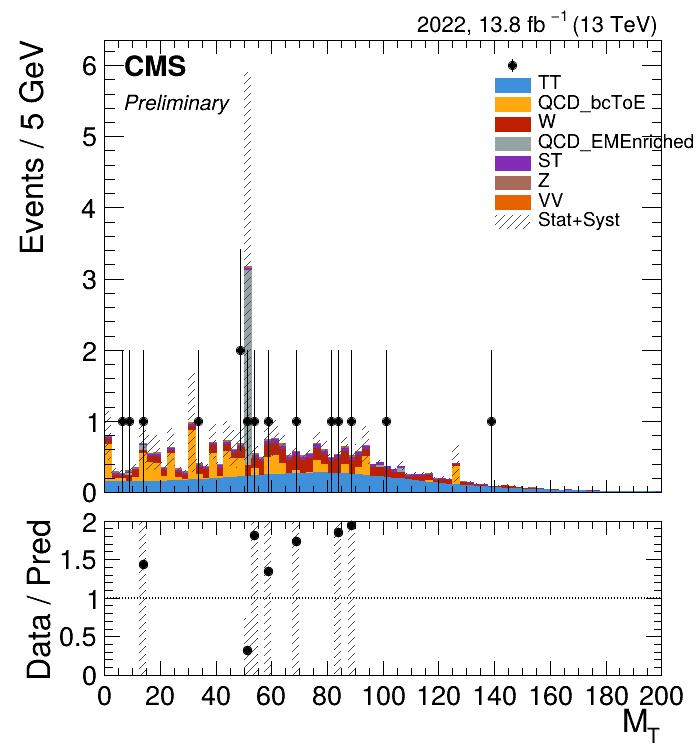 2022, 13.8 fb⁻¹ (13 TeV)
Events / 5 GeV
CMS
Preliminary
TT
QCD_bcToE
W
QCD_EMEnriched
ST
Z
VV
Stat+Syst
6
5
4
3
2
1
0
Data / Pred
2
1.5
1
0.5
0
0 20 40 60 80 100 120 140 160 180 200
M_T